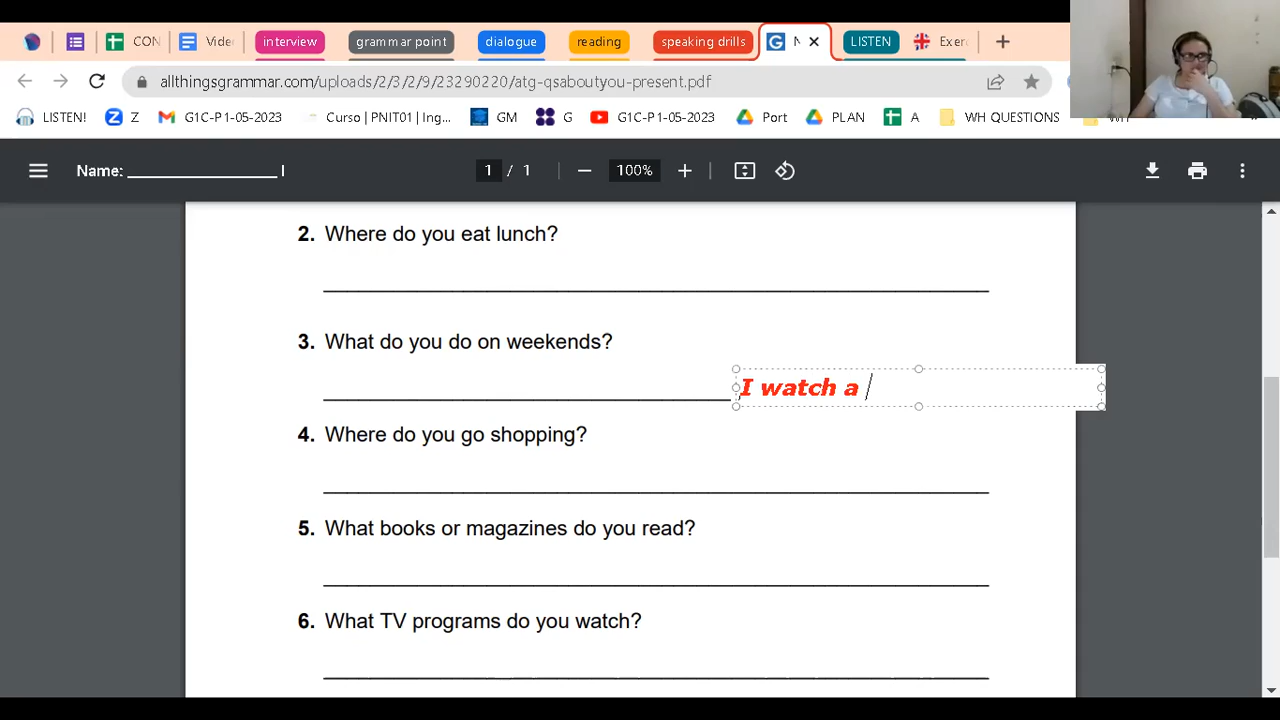 CON
Vide
interview
grammar point
dialogue
reading
speaking drills
N
LISTEN
Exer
allthingsgrammar.com/uploads/2/3/2/9/23290220/atg-qsaboutyou-present.pdf
LISTEN!
Z
G1C-P1-05-2023
Curso | PNIT01 | Ing...
GM
G
G1C-P1-05-2023
Port
PLAN
A
WH QUESTIONS
Name: _______________ I
1 / 1
100%
2. Where do you eat lunch?
3. What do you do on weekends?
I watch a
4. Where do you go shopping?
5. What books or magazines do you read?
6. What TV programs do you watch?